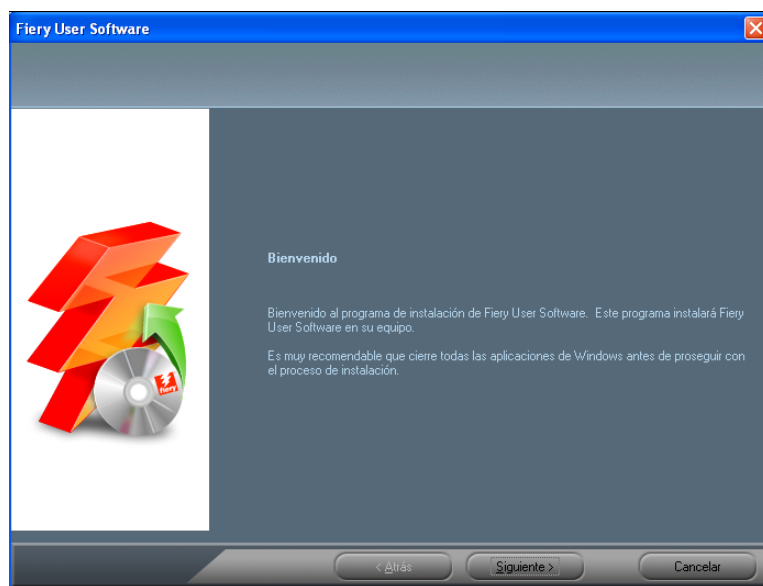 Fiery User Software
Bienvenido
Bienvenido al programa de instalación de Fiery User Software. Este programa instalará Fiery
User Software en su equipo.
Es muy recomendable que cierre todas las aplicaciones de Windows antes de proseguir con
el proceso de instalación.
fiery
< Atrás
Siguiente >
Cancelar